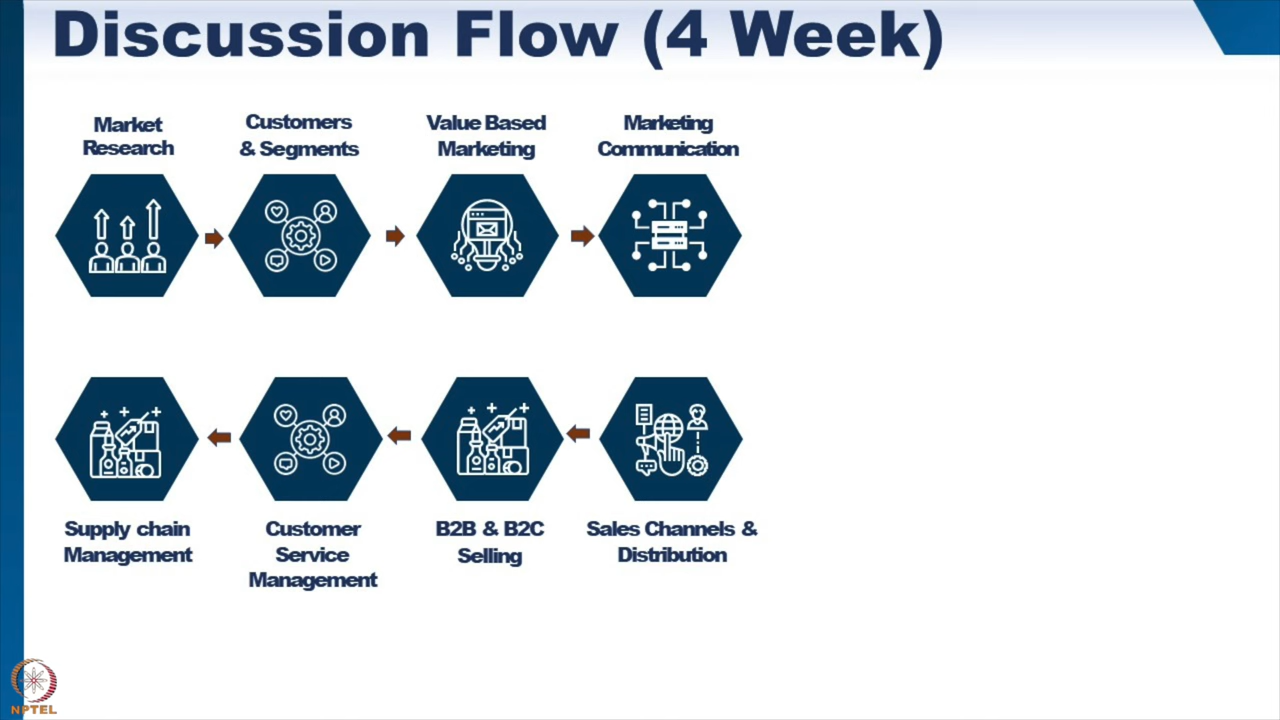 Discussion Flow (4 Week)
Market
Research
Customers
& Segments
Value Based
Marketing
Marketing
Communication
Supply chain
Management
Customer
Service
Management
B2B & B2C
Selling
Sales Channels &
Distribution
NPTEL